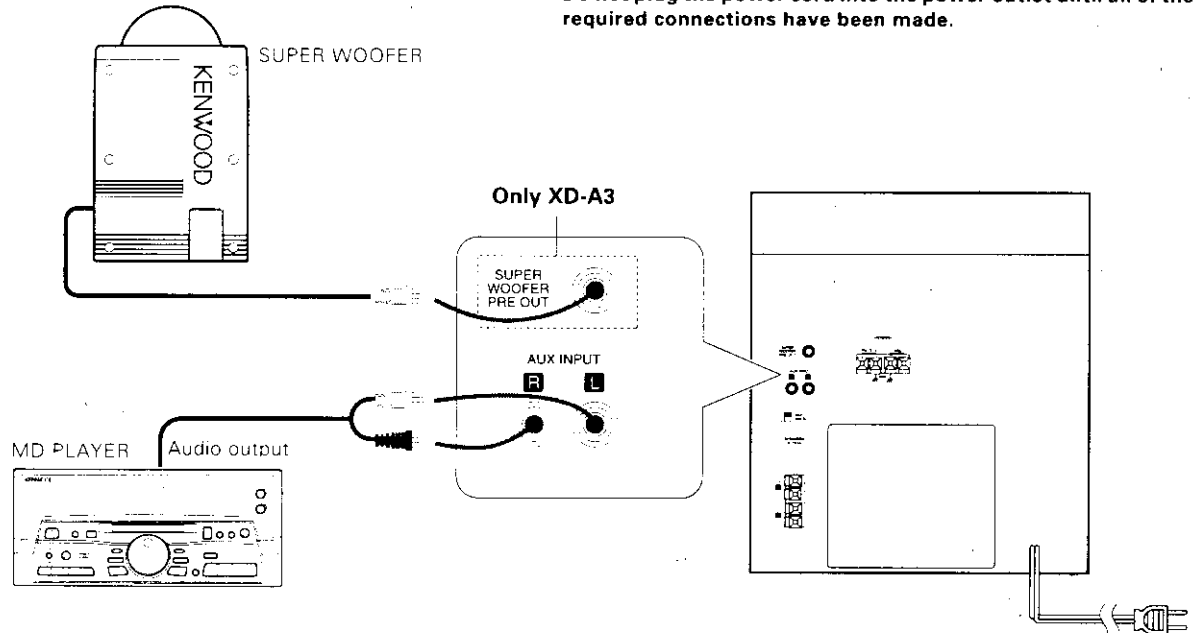 required connections have been made.
SUPER WOOFER
KENWOOD
Only XD-A3
SUPER
WOOFER
PRE OUT
AUX INPUT
R L
MD PLAYER
Audio output